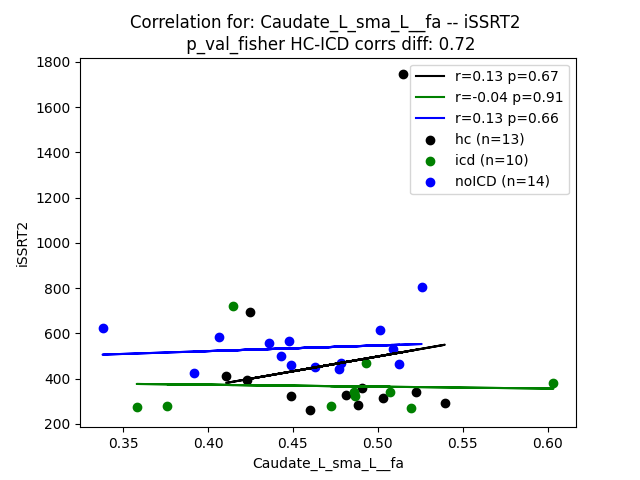 Correlation for: Caudate_L_sma_L__fa -- iSSRT2
p_val_fisher HC-ICD corrs diff: 0.72
r=0.13 p=0.67
r=-0.04 p=0.91
r=0.13 p=0.66
hc (n=13)
icd (n=10)
noICD (n=14)
iSSRT2
1800
1600
1400
1200
1000
800
600
400
200
0.35 0.40 0.45 0.50 0.55 0.60
Caudate_L_sma_L__fa